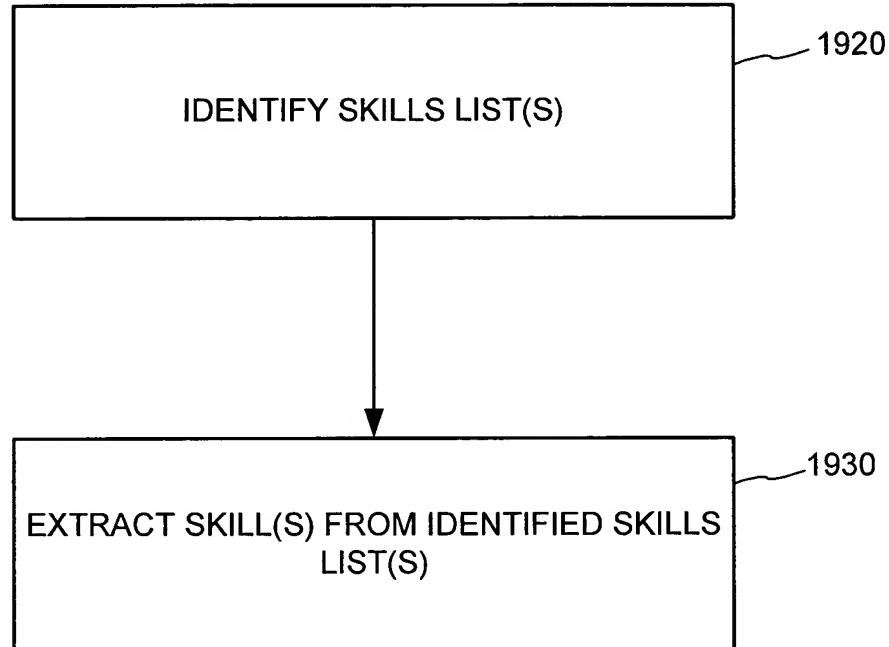 1920
IDENTIFY SKILLS LIST(S)
1930
EXTRACT SKILL(S) FROM IDENTIFIED SKILLS
LIST(S)